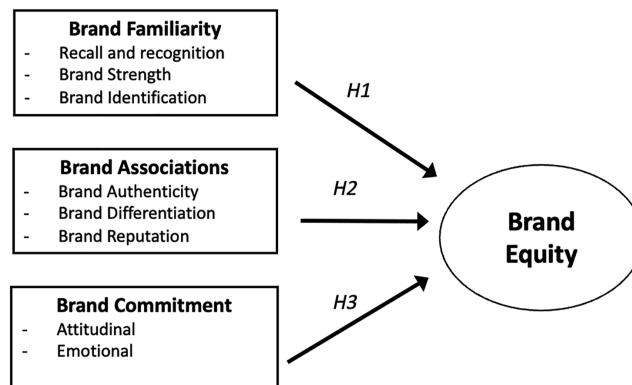 Brand Familiarity
- Recall and recognition
- Brand Strength
- Brand Identification
H1
Brand Associations
- Brand Authenticity
- Brand Differentiation
- Brand Reputation
H2
Brand
Equity
Brand Commitment
- Attitudinal
- Emotional
H3